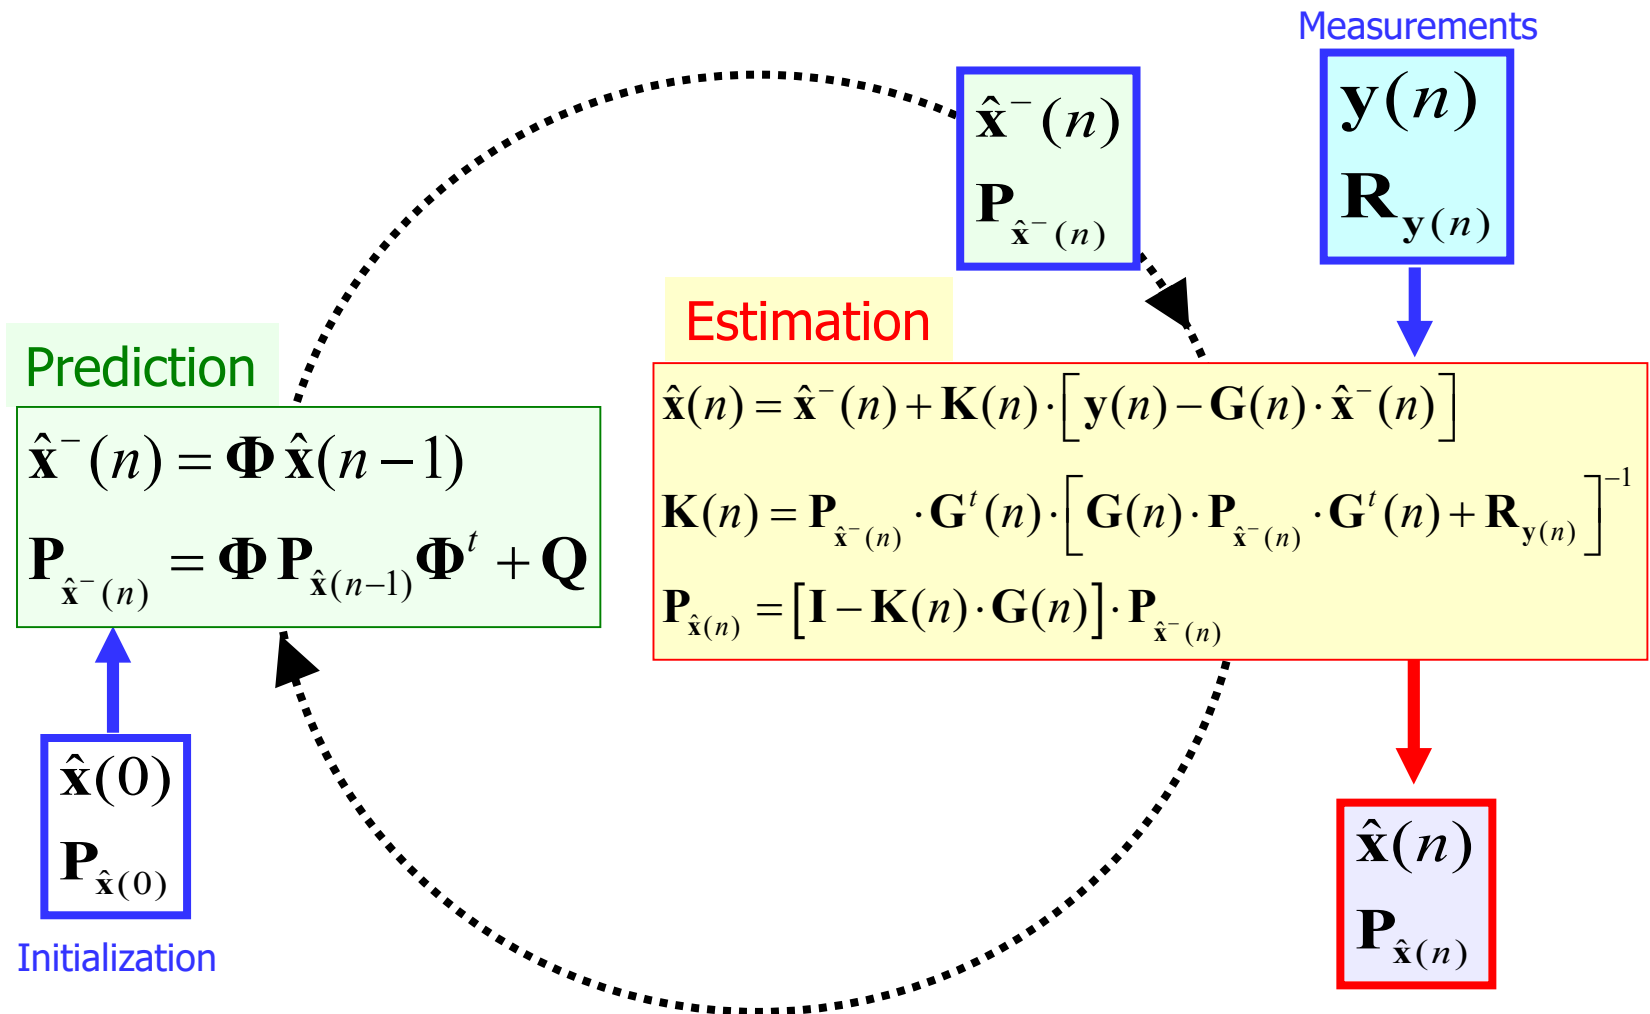 Measurements
x̂⁻(n)
P_x̂⁻(n)
y(n)
R_y(n)
Prediction
x̂⁻(n) = Φ x̂(n−1)
P_x̂⁻(n) = Φ P_x̂(n−1) Φᵗ + Q
Estimation
x̂(n) = x̂⁻(n) + K(n) · [y(n) − G(n) · x̂⁻(n)]
K(n) = P_x̂⁻(n) · Gᵗ(n) · [G(n) · P_x̂⁻(n) · Gᵗ(n) + R_y(n)]⁻¹
P_x̂(n) = [I − K(n) · G(n)] · P_x̂⁻(n)
x̂(0)
P_x̂(0)
Initialization
x̂(n)
P_x̂(n)